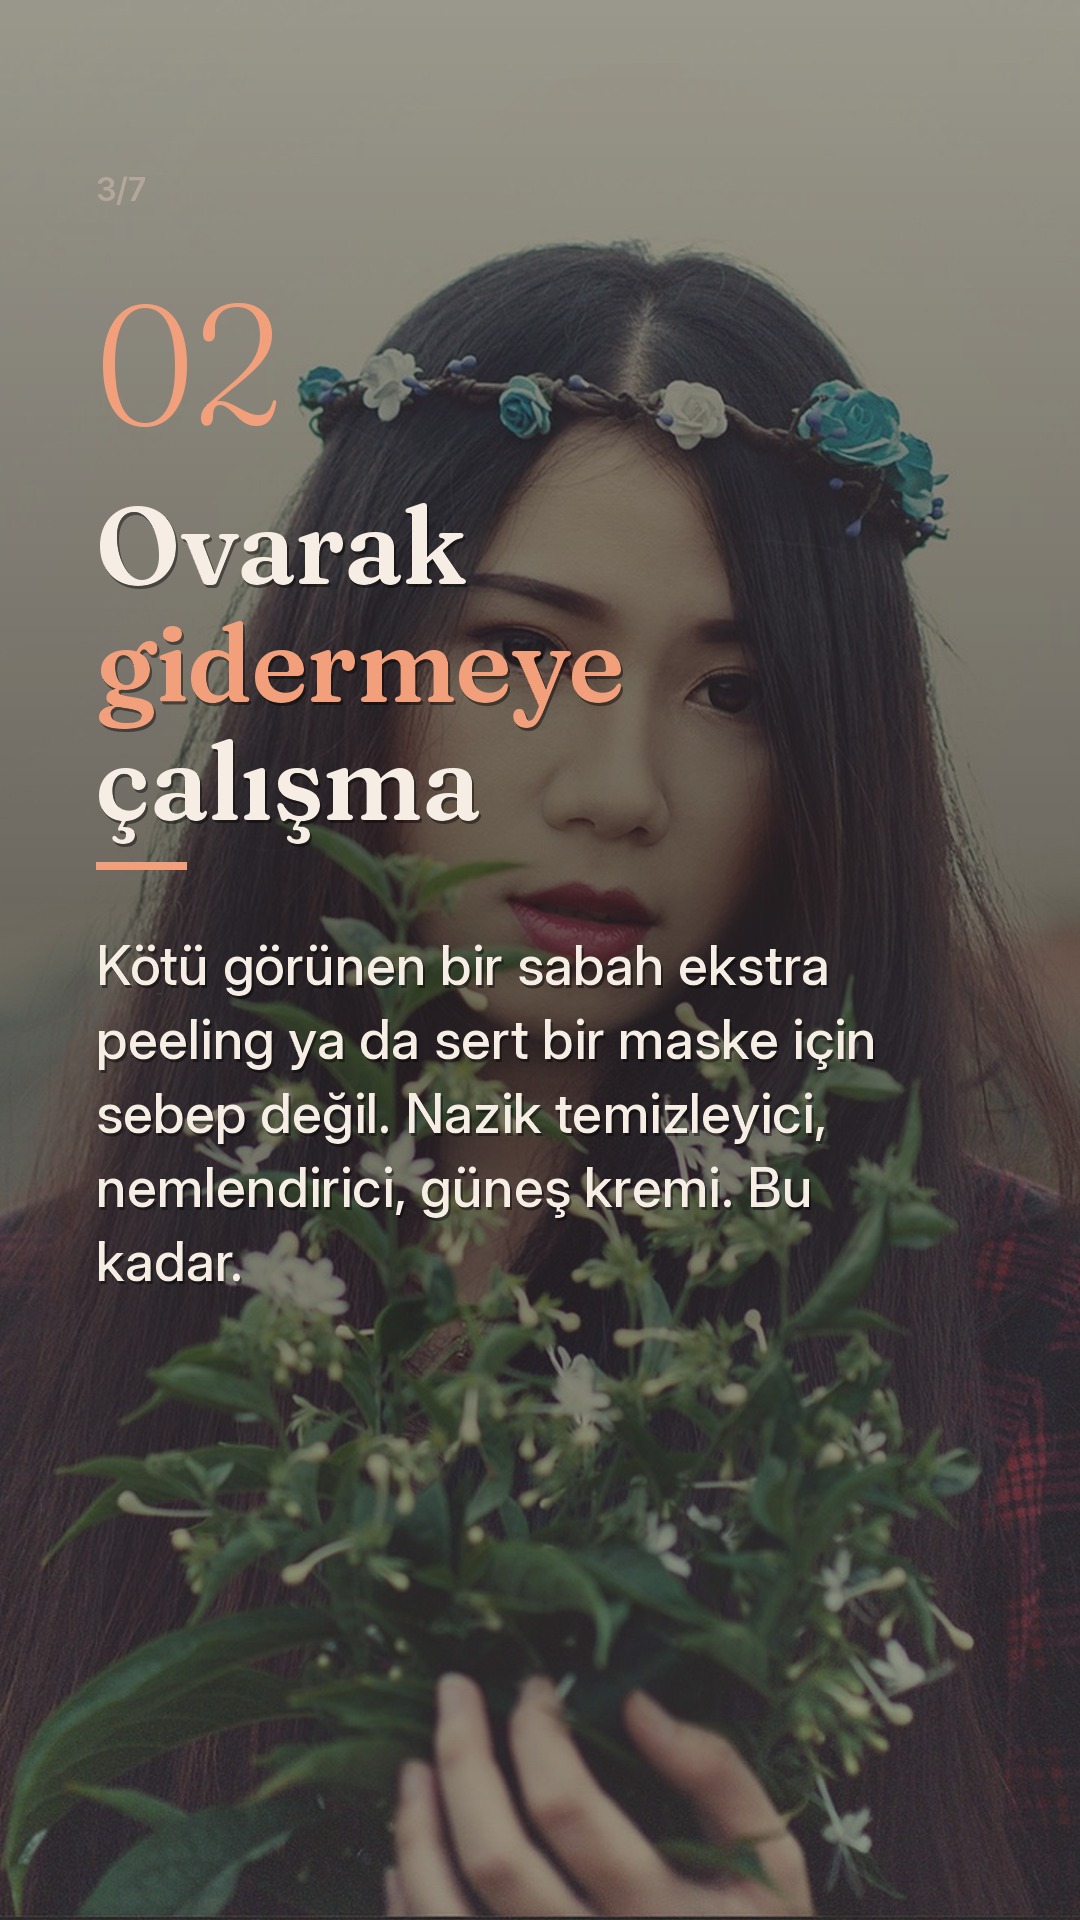 3/7
02
Ovarak
gidermeye
çalışma
Kötü görünen bir sabah ekstra
peeling ya da sert bir maske için
sebep değil. Nazik temizleyici,
nemlendirici, güneş kremi. Bu
kadar.